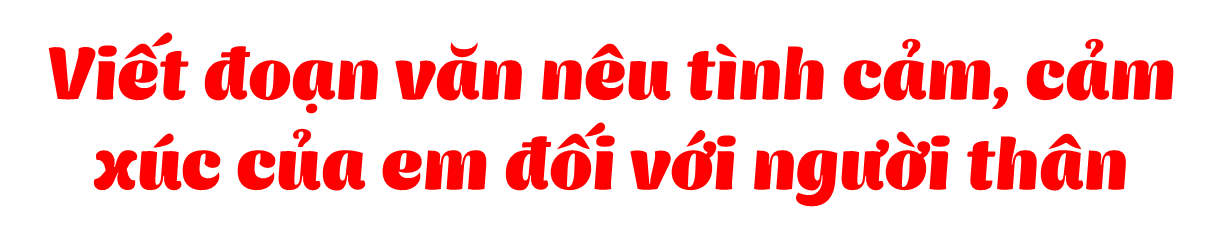 Viết đoạn văn nêu tình cảm, cảm
xúc của em đối với người thân